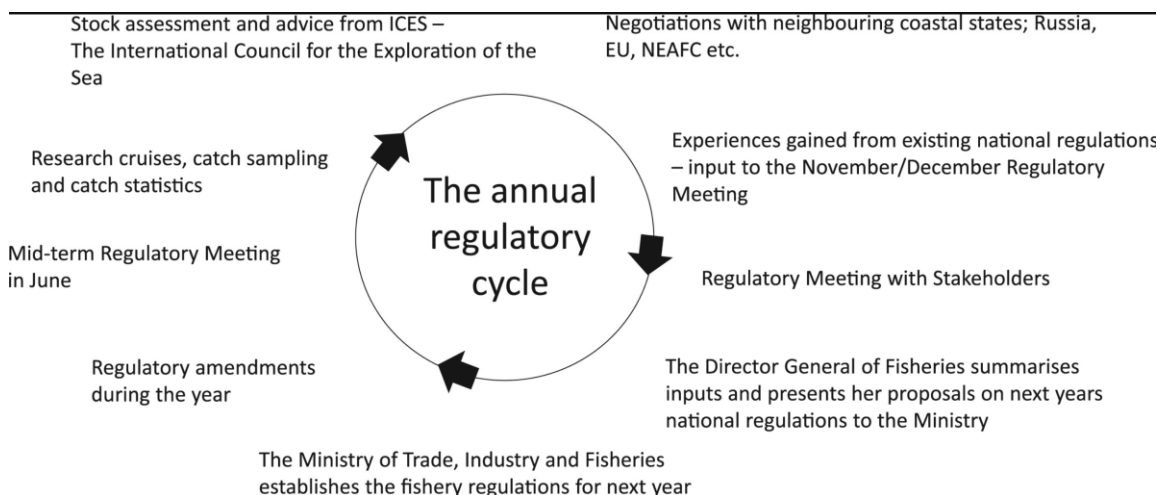 Stock assessment and advice from ICES –
The International Council for the Exploration of the
Sea
Negotiations with neighbouring coastal states; Russia,
EU, NEAFC etc.
Experiences gained from existing national regulations
– input to the November/December Regulatory
Meeting
Regulatory Meeting with Stakeholders
The Director General of Fisheries summarises
inputs and presents her proposals on next years
national regulations to the Ministry
The Ministry of Trade, Industry and Fisheries
establishes the fishery regulations for next year
Regulatory amendments
during the year
Mid-term Regulatory Meeting
in June
Research cruises, catch sampling
and catch statistics
The annual
regulatory
cycle